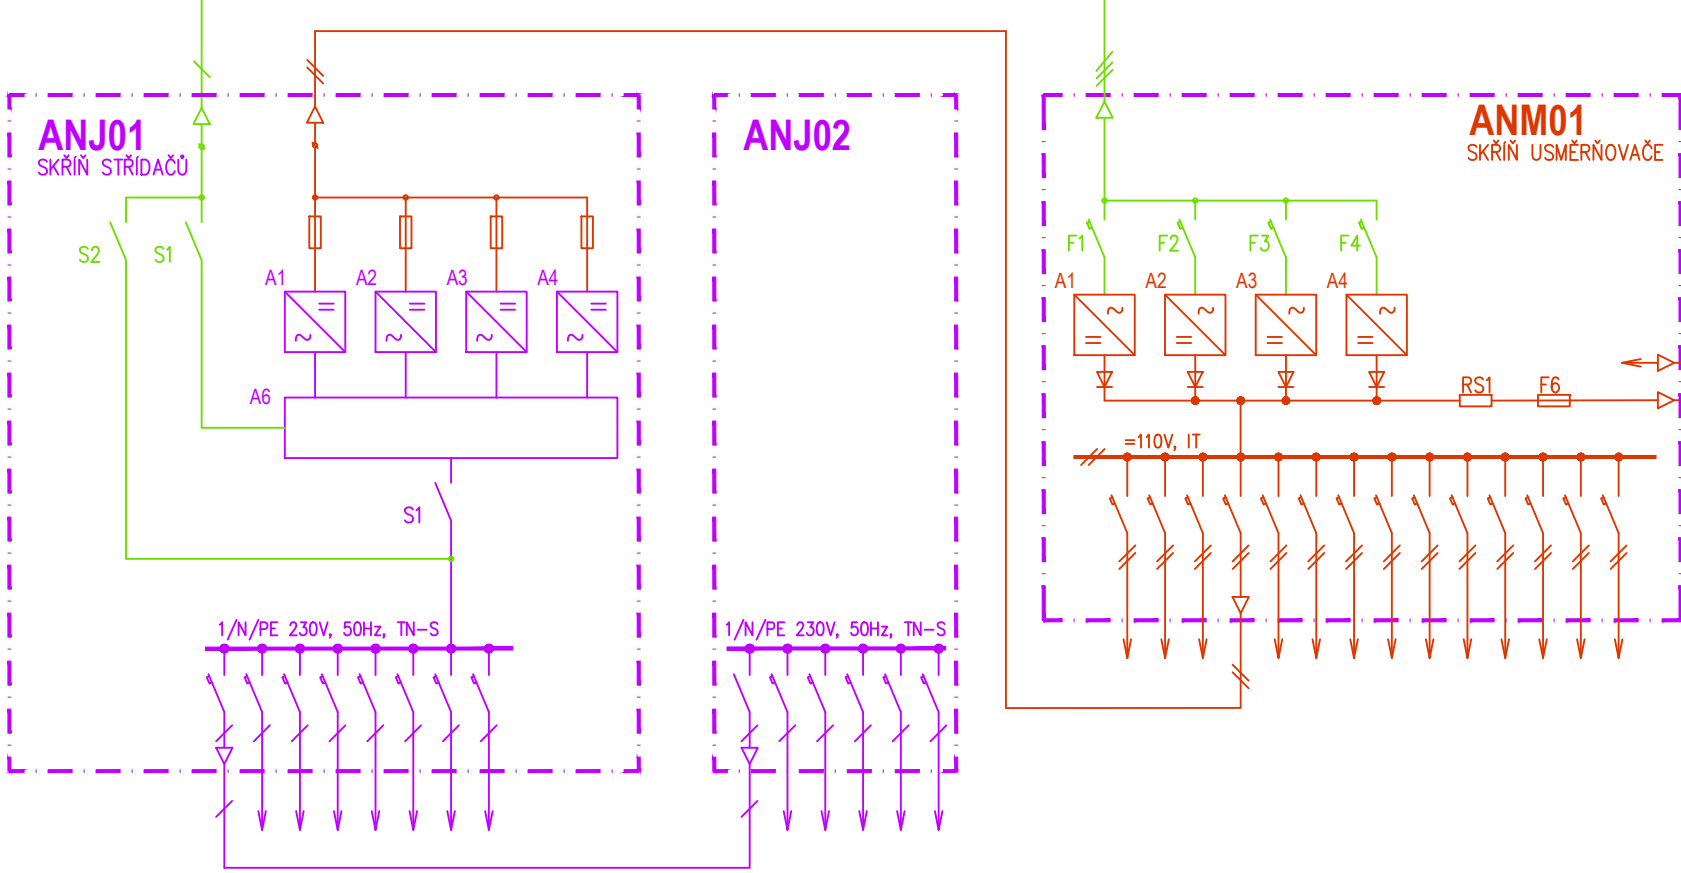 ANJ01
SKŘÍŇ STŘÍDAČŮ
S2
S1
A1
A2
A3
A4
A6
S1
1/N/PE 230V, 50Hz, TN-S
ANJ02
1/N/PE 230V, 50Hz, TN-S
ANM01
SKŘÍŇ USMĚRŇOVAČE
F1
F2
F3
F4
A1
A2
A3
A4
RS1
F6
=110V, IT